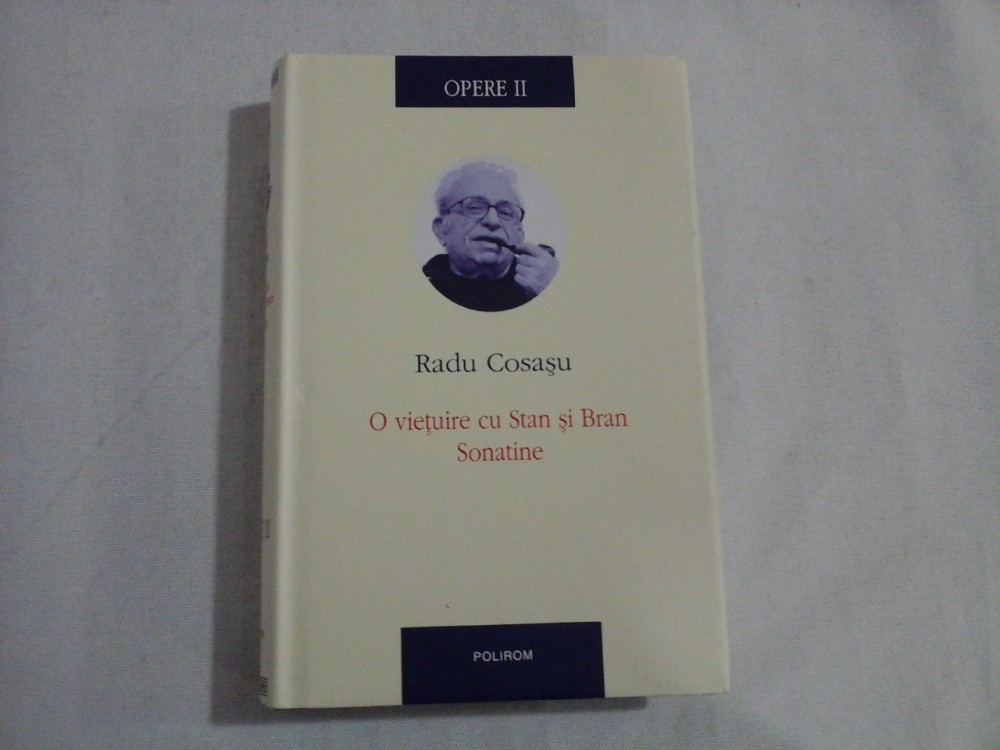 OPERE II
Radu Cosaşu
O vieţuire cu Stan şi Bran
Sonatine
POLIROM